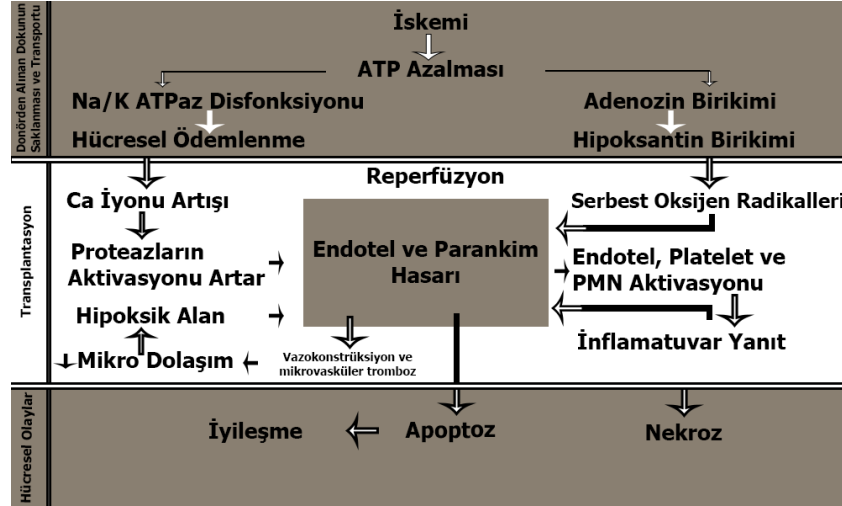 Donörden Alınan Dokunun
Saklanması ve Transportu
İskemi
ATP Azalması
Na/K ATPaz Disfonksiyonu
Hücresel Ödemlenme
Adenozin Birikimi
Hipoksantin Birikimi
Transplantasyon
Reperfüzyon
Ca İyonu Artışı
Proteazların
Aktivasyonu Artar
Hipoksik Alan
Mikro Dolaşım
Endotel ve Parankim
Hasarı
Vazokonstrüksiyon ve
mikrovasküler tromboz
Serbest Oksijen Radikalleri
Endotel, Platelet ve
PMN Aktivasyonu
İnflamatuvar Yanıt
Hücresel Olaylar
İyileşme
Apoptoz
Nekroz